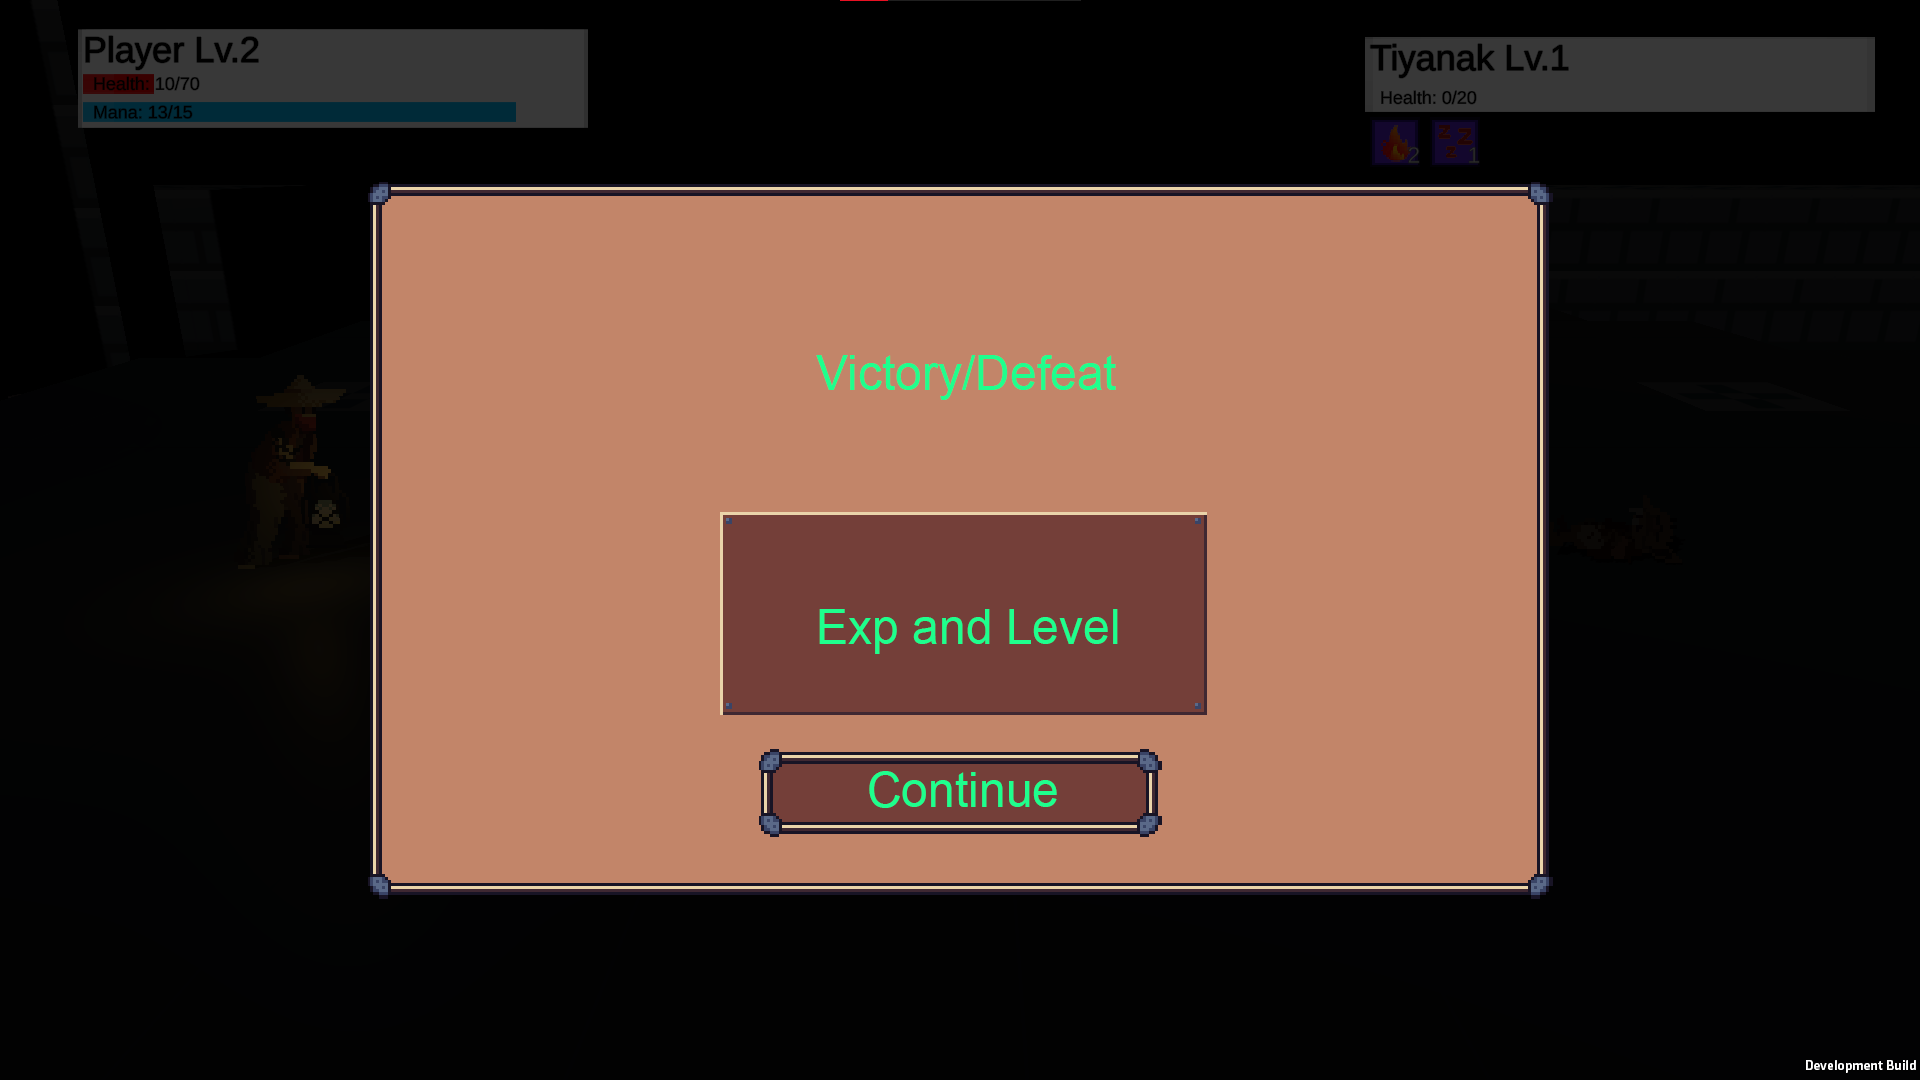 Player Lv.2
Health: 10/70
Mana: 13/15
Tiyanak Lv.1
Health: 0/20
2
1
Victory/Defeat
Exp and Level
Continue
Development Build